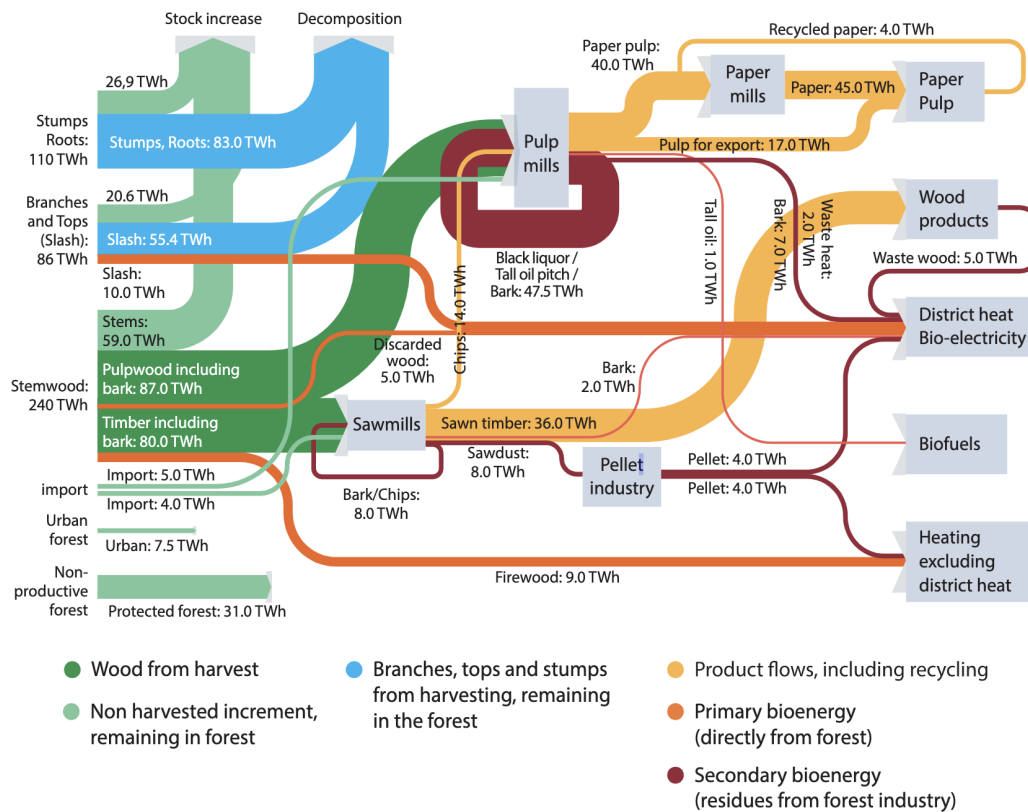 Stock increase
Decomposition
26,9 TWh
Stumps
Roots:
110 TWh
Stumps, Roots: 83.0 TWh
20.6 TWh
Branches
and Tops
(Slash):
86 TWh
Slash: 55.4 TWh
Slash:
10.0 TWh
Stems:
59.0 TWh
Stemwood:
240 TWh
Pulpwood including
bark: 87.0 TWh
Timber including
bark: 80.0 TWh
import
Import: 5.0 TWh
Import: 4.0 TWh
Urban
forest
Urban: 7.5 TWh
Non-
productive
forest
Protected forest: 31.0 TWh
Discarded
wood:
5.0 TWh
Chips: 14.0 TWh
Sawmills
Bark/Chips:
8.0 TWh
Sawn timber: 36.0 TWh
Sawdust:
8.0 TWh
Bark:
2.0 TWh
Pellet
industry
Pellet: 4.0 TWh
Pellet: 4.0 TWh
Firewood: 9.0 TWh
Pulp
mills
Black liquor /
Tall oil pitch /
Bark: 47.5 TWh
Paper pulp:
40.0 TWh
Recycled paper: 4.0 TWh
Paper
mills
Paper: 45.0 TWh
Paper
Pulp
Pulp for export: 17.0 TWh
Tall oil: 1.0 TWh
Bark: 7.0 TWh
Waste heat:
2.0 TWh
Wood
products
Waste wood: 5.0 TWh
District heat
Bio-electricity
Biofuels
Heating
excluding
district heat
Wood from harvest
Non harvested increment,
remaining in forest
Branches, tops and stumps
from harvesting, remaining
in the forest
Product flows, including recycling
Primary bioenergy
(directly from forest)
Secondary bioenergy
(residues from forest industry)